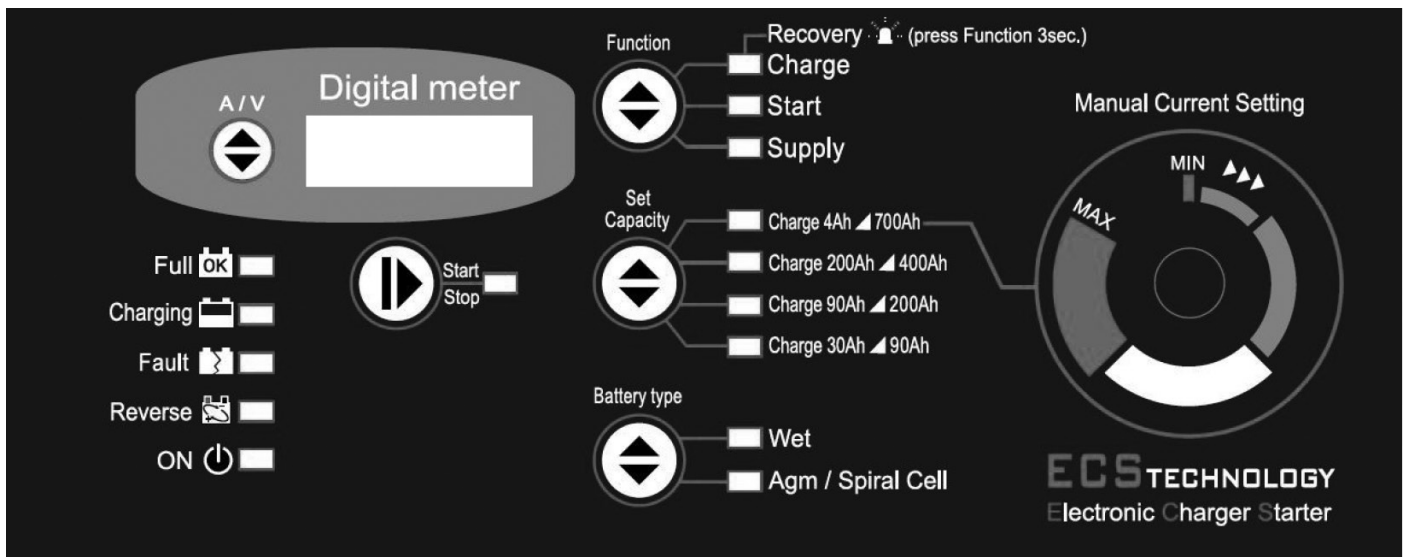 A / V
Digital meter
Full OK
Charging
Fault
Reverse
ON
Start
Stop
Function
Recovery (press Function 3sec.)
Charge
Start
Supply
Set
Capacity
Charge 4Ah 700Ah
Charge 200Ah 400Ah
Charge 90Ah 200Ah
Charge 30Ah 90Ah
Battery type
Wet
Agm / Spiral Cell
Manual Current Setting
MIN
MAX
ECS TECHNOLOGY
Electronic Charger Starter